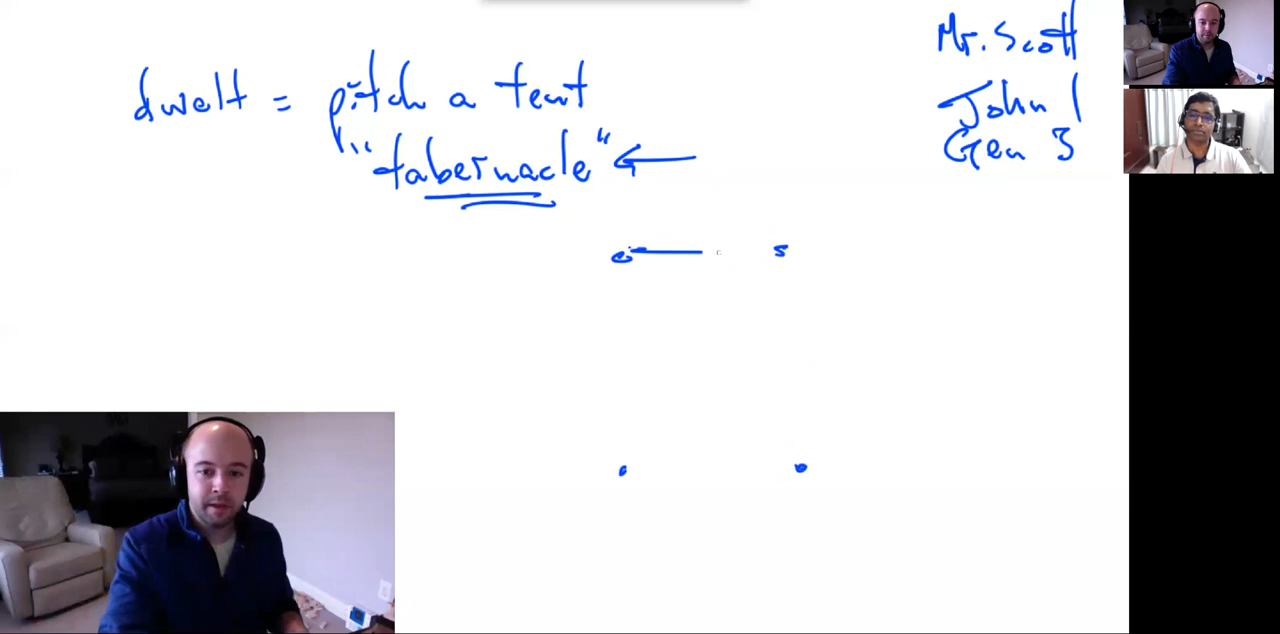 dwelt = pitch a tent
"tabernacle"
Mr. Scott
John 1
Gen 3